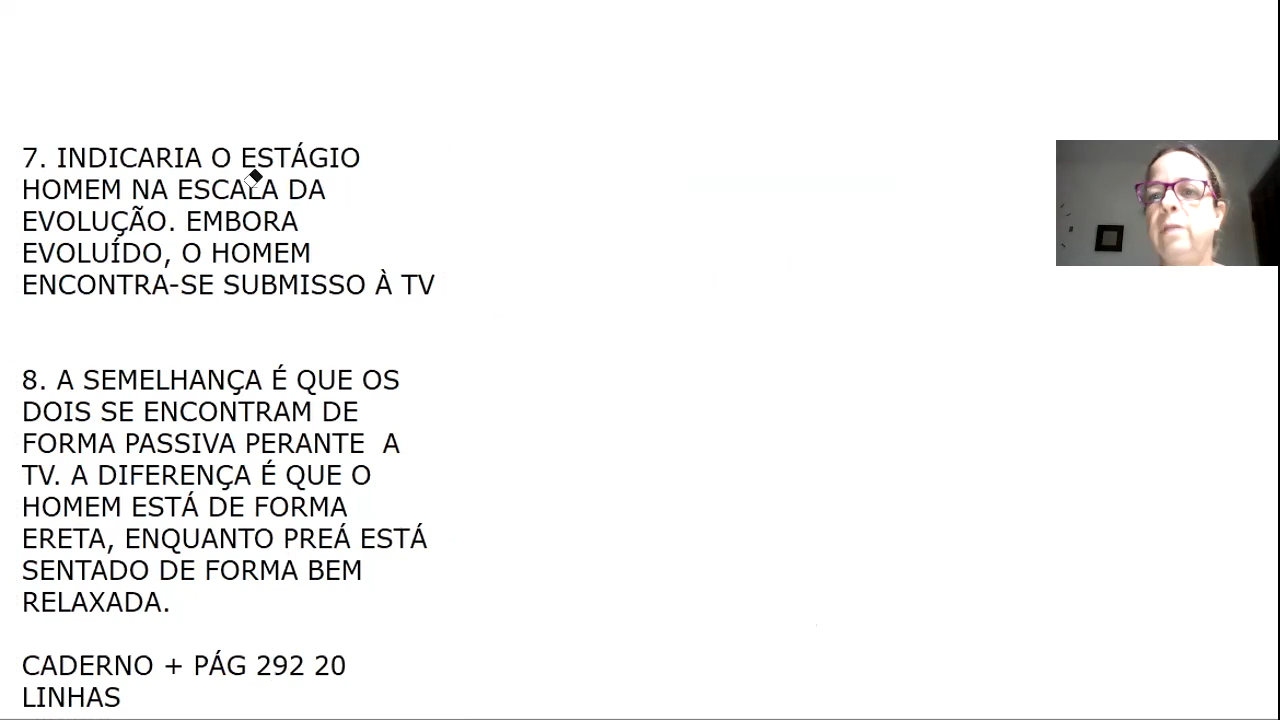 7. INDICARIA O ESTÁGIO
HOMEM NA ESCALA DA
EVOLUÇÃO. EMBORA
EVOLUÍDO, O HOMEM
ENCONTRA-SE SUBMISSO À TV
8. A SEMELHANÇA É QUE OS
DOIS SE ENCONTRAM DE
FORMA PASSIVA PERANTE  A
TV. A DIFERENÇA É QUE O
HOMEM ESTÁ DE FORMA
ERETA, ENQUANTO PREÁ ESTÁ
SENTADO DE FORMA BEM
RELAXADA.
CADERNO + PÁG 292 20
LINHAS